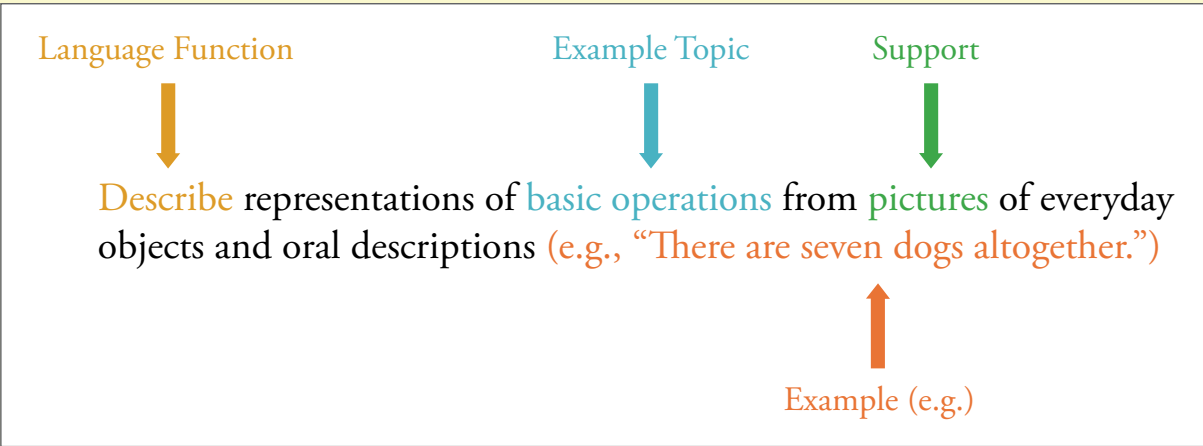 Language Function Example Topic Support
Describe representations of basic operations from pictures of everyday
objects and oral descriptions (e.g., “There are seven dogs altogether.”)
Example (e.g.)